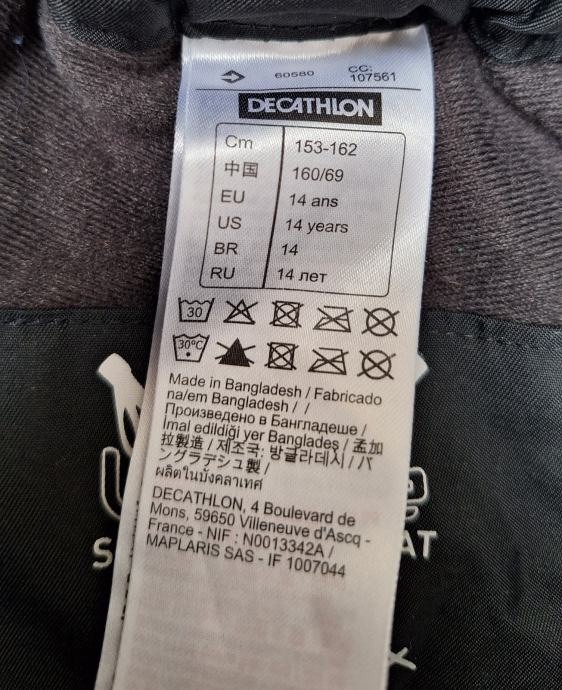 60580 CC: 107561
DECATHLON
Cm 153-162
中国 160/69
EU 14 ans
US 14 years
BR 14
RU 14 лет
30
30°C
Made in Bangladesh / Fabricado
na/em Bangladesh / /
Произведено в Бангладеше /
İmal edildiği yer Bangladeş / 孟加
拉製造 / 제조국: 방글라데시 / バ
ングラデシュ製 /
ผลิตในบังคลาเทศ
DECATHLON, 4 Boulevard de
Mons, 59650 Villeneuve d'Ascq -
France - NIF : N0013342A /
MAPLARIS SAS - IF 1007044